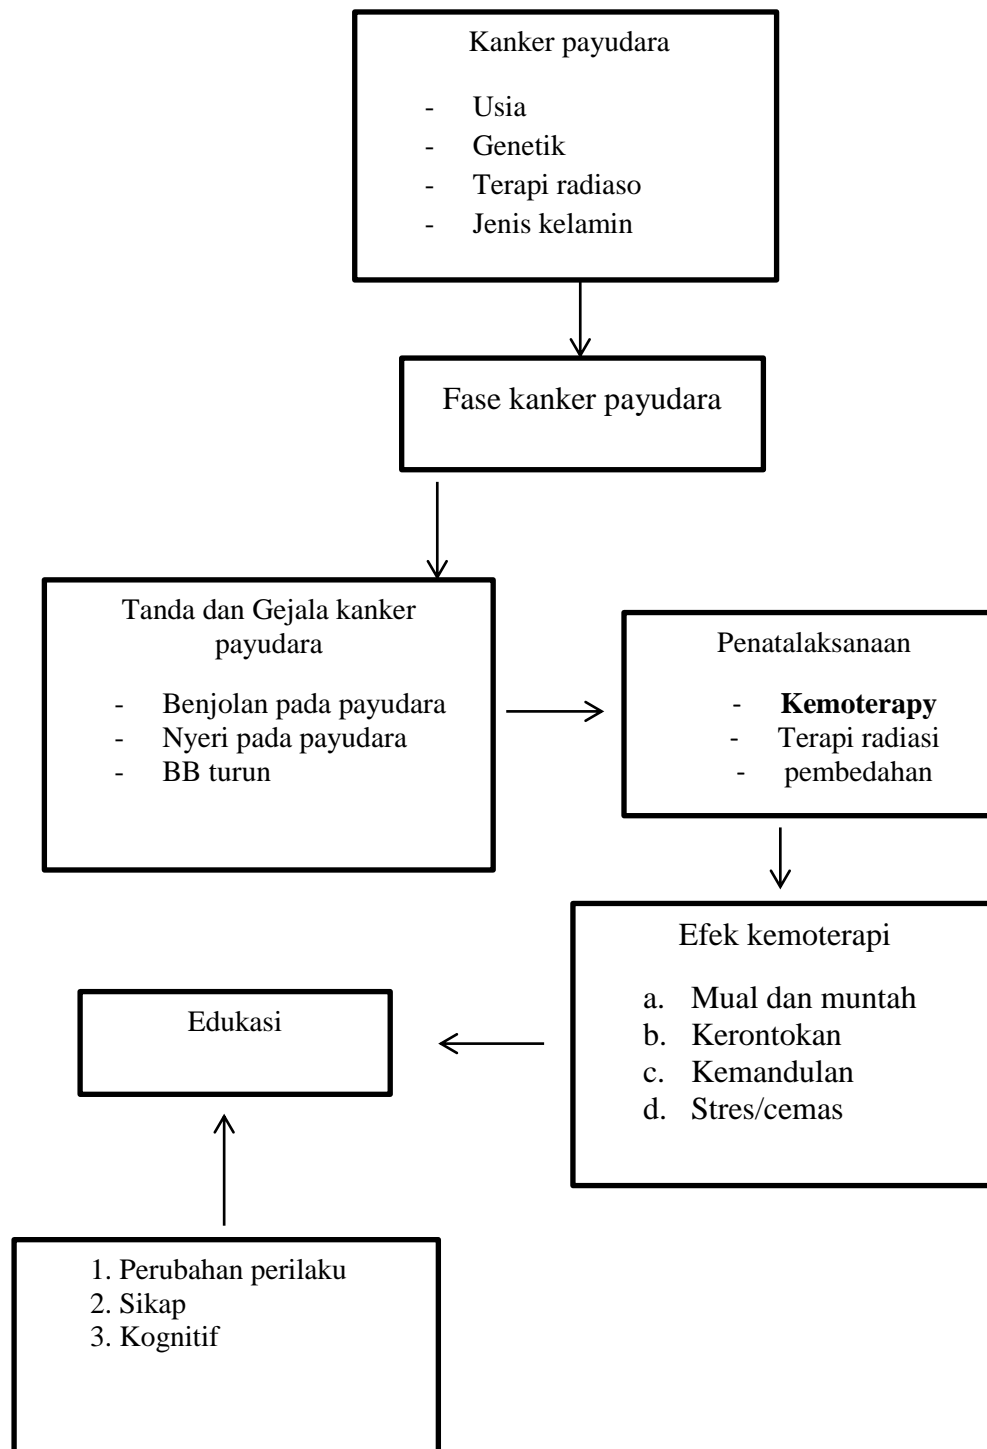 Kanker payudara
- Usia
- Genetik
- Terapi radiaso
- Jenis kelamin
Fase kanker payudara
Tanda dan Gejala kanker
payudara
- Benjolan pada payudara
- Nyeri pada payudara
- BB turun
Penatalaksanaan
- Kemoterapy
- Terapi radiasi
- pembedahan
Efek kemoterapi
a. Mual dan muntah
b. Kerontokan
c. Kemandulan
d. Stres/cemas
Edukasi
1. Perubahan perilaku
2. Sikap
3. Kognitif